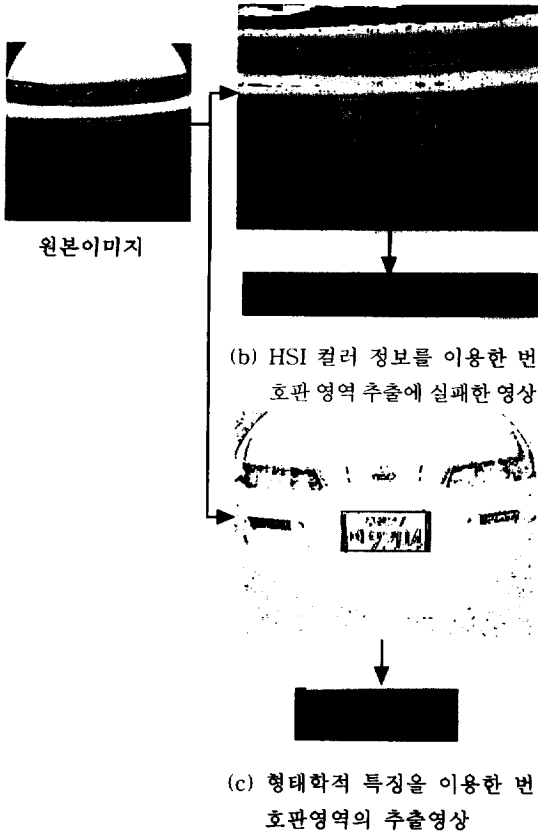 원본이미지
(b) HSI 컬러 정보를 이용한 번
호판 영역 추출에 실패한 영상
(c) 형태학적 특징을 이용한 번
호판영역의 추출영상